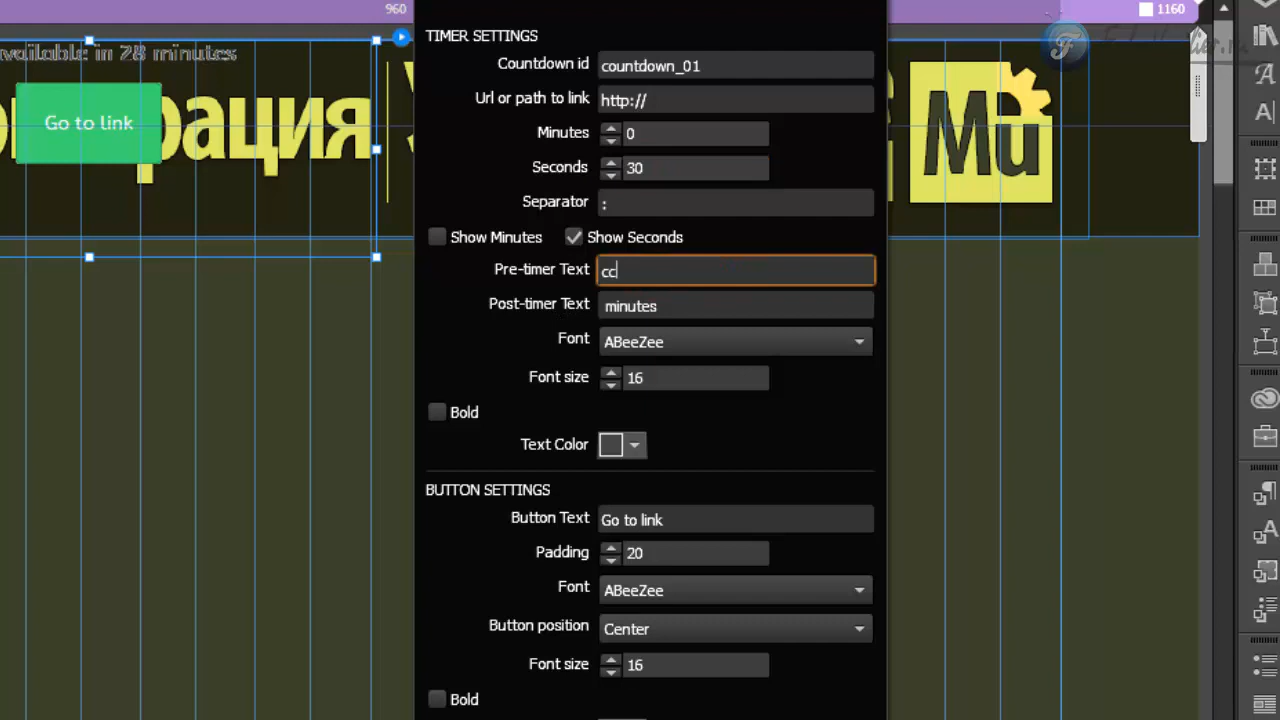 960
1160
available in 28 minutes
Go to link
рация
Mu
TIMER SETTINGS
Countdown id countdown_01
Url or path to link http://
Minutes 0
Seconds 30
Separator :
Show Minutes Show Seconds
Pre-timer Text cc
Post-timer Text minutes
Font ABeeZee
Font size 16
Bold
Text Color
BUTTON SETTINGS
Button Text Go to link
Padding 20
Font ABeeZee
Button position Center
Font size 16
Bold